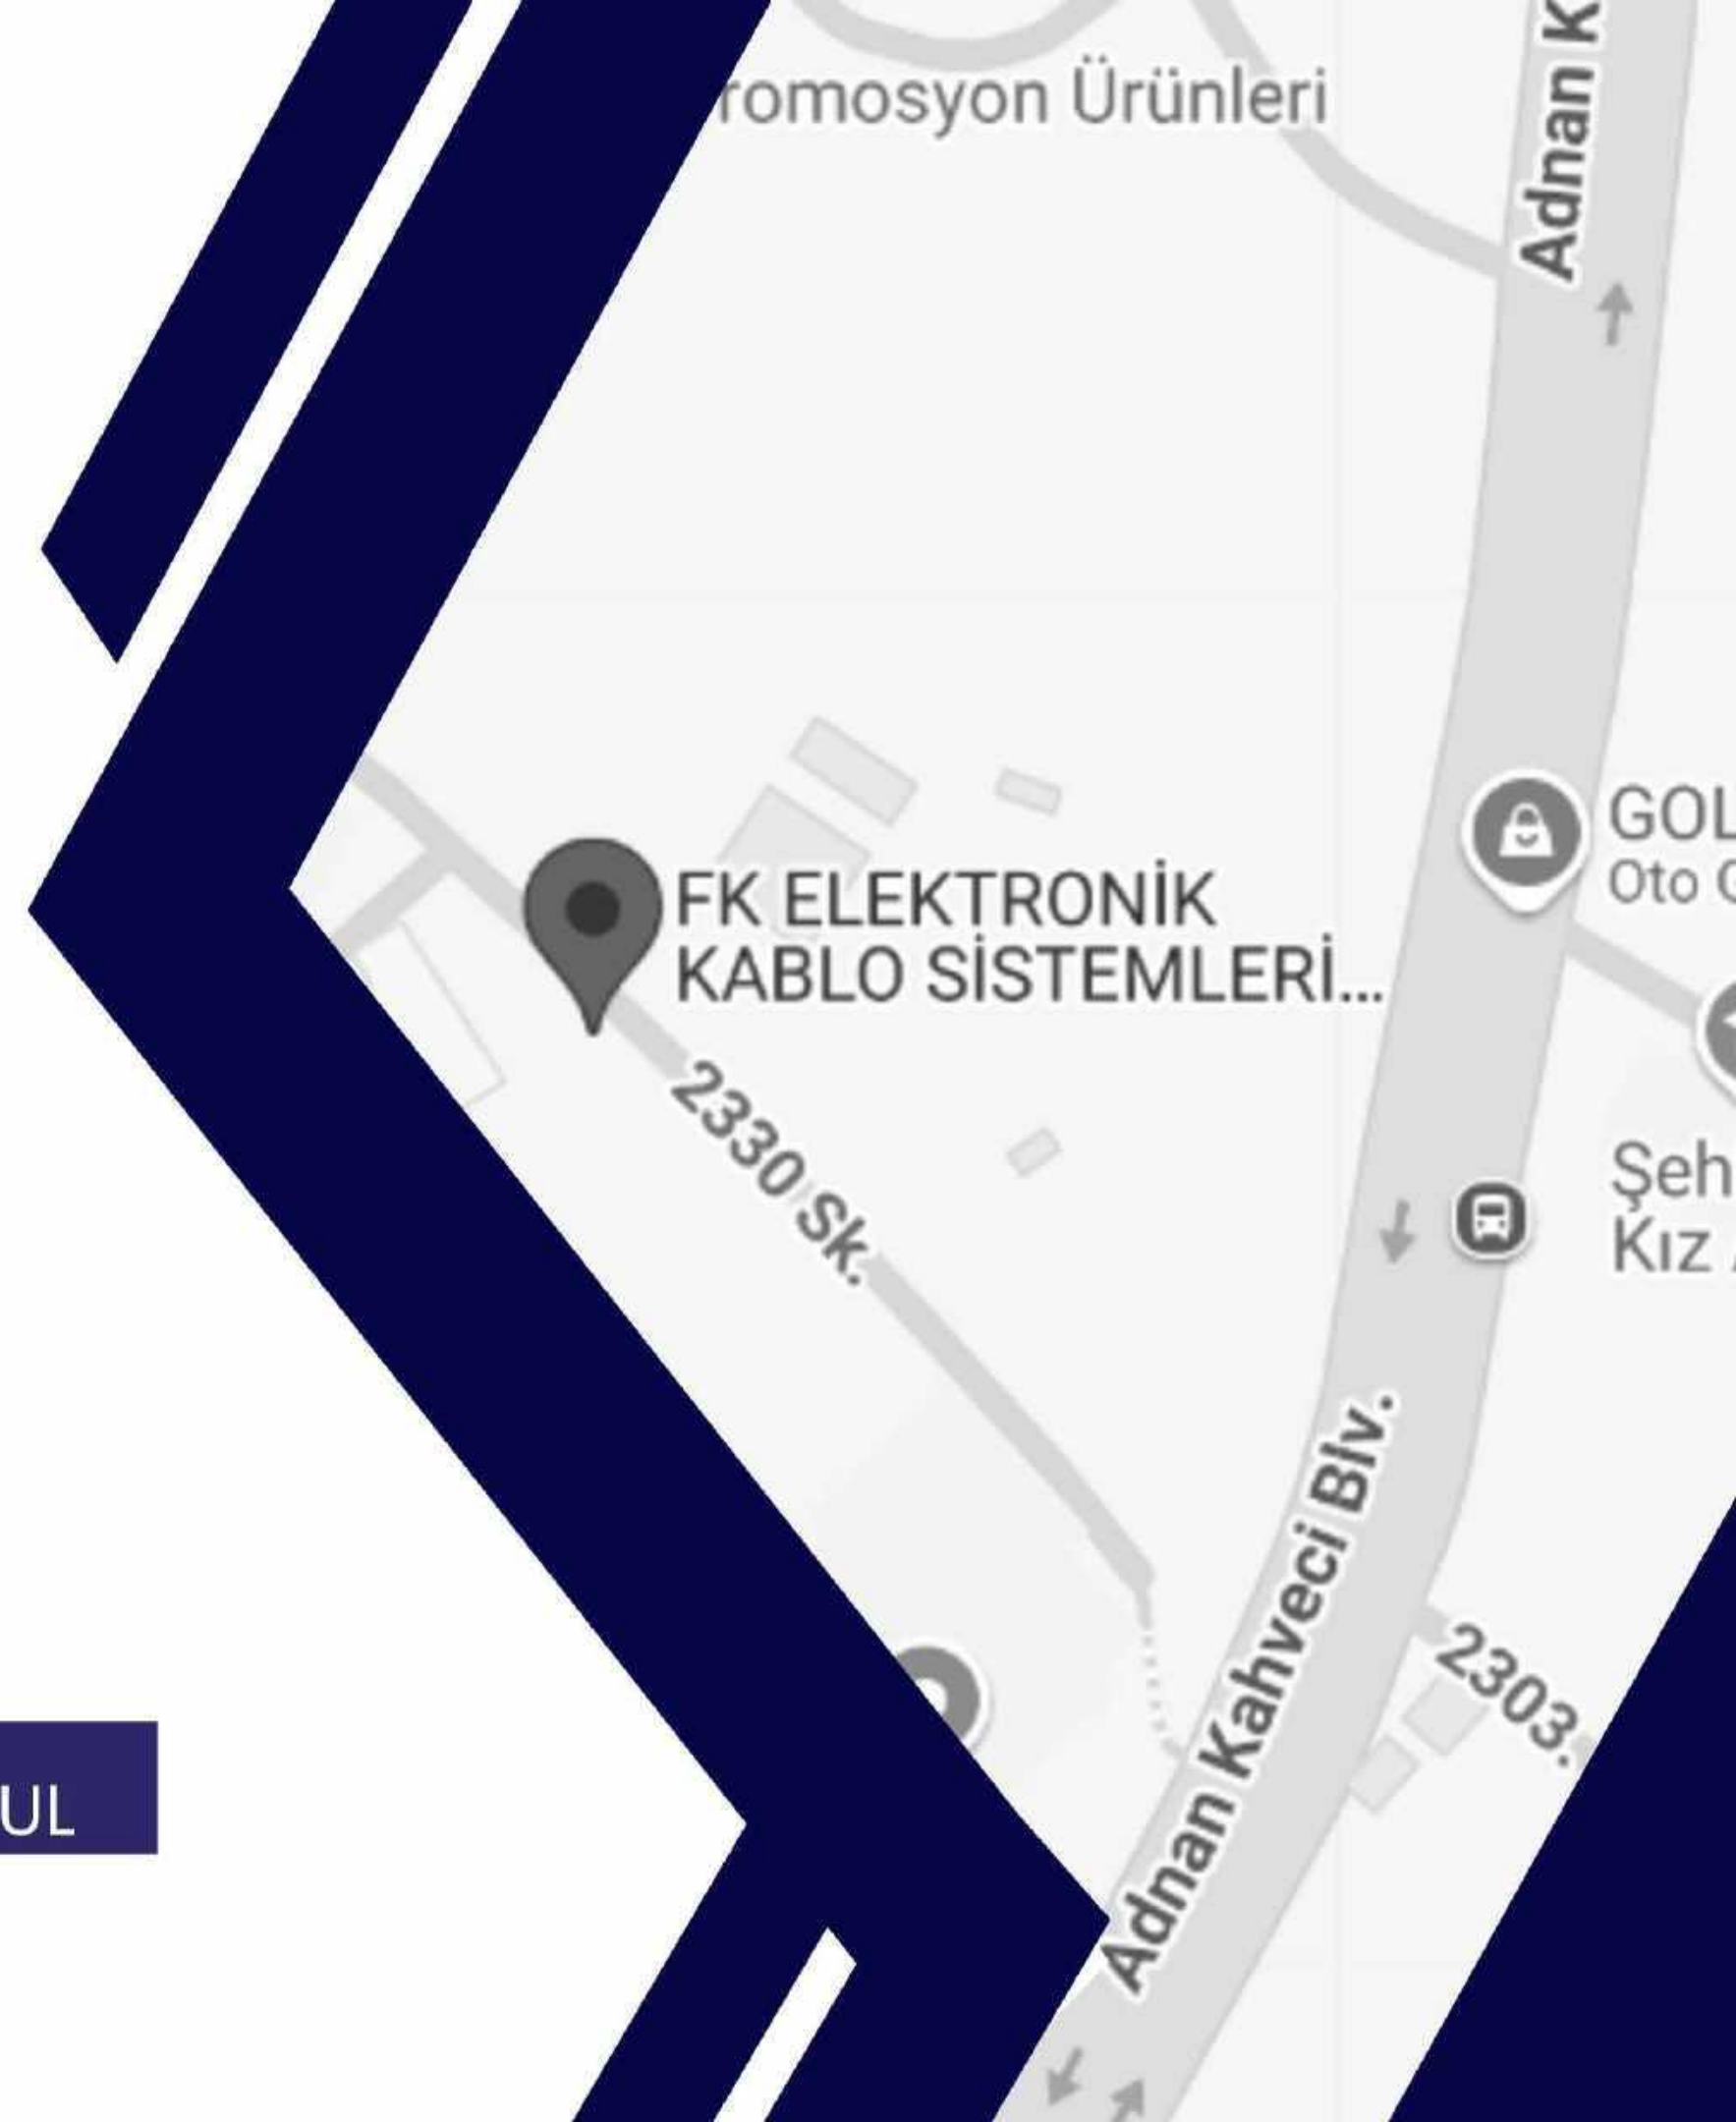 romosyon Ürünleri
Adnan K
GOL
Oto
FK ELEKTRONİK
KABLO SİSTEMLERİ...
2330 Sk.
Şeh
Kız
Adnan Kahveci Blv.
2303.
UL